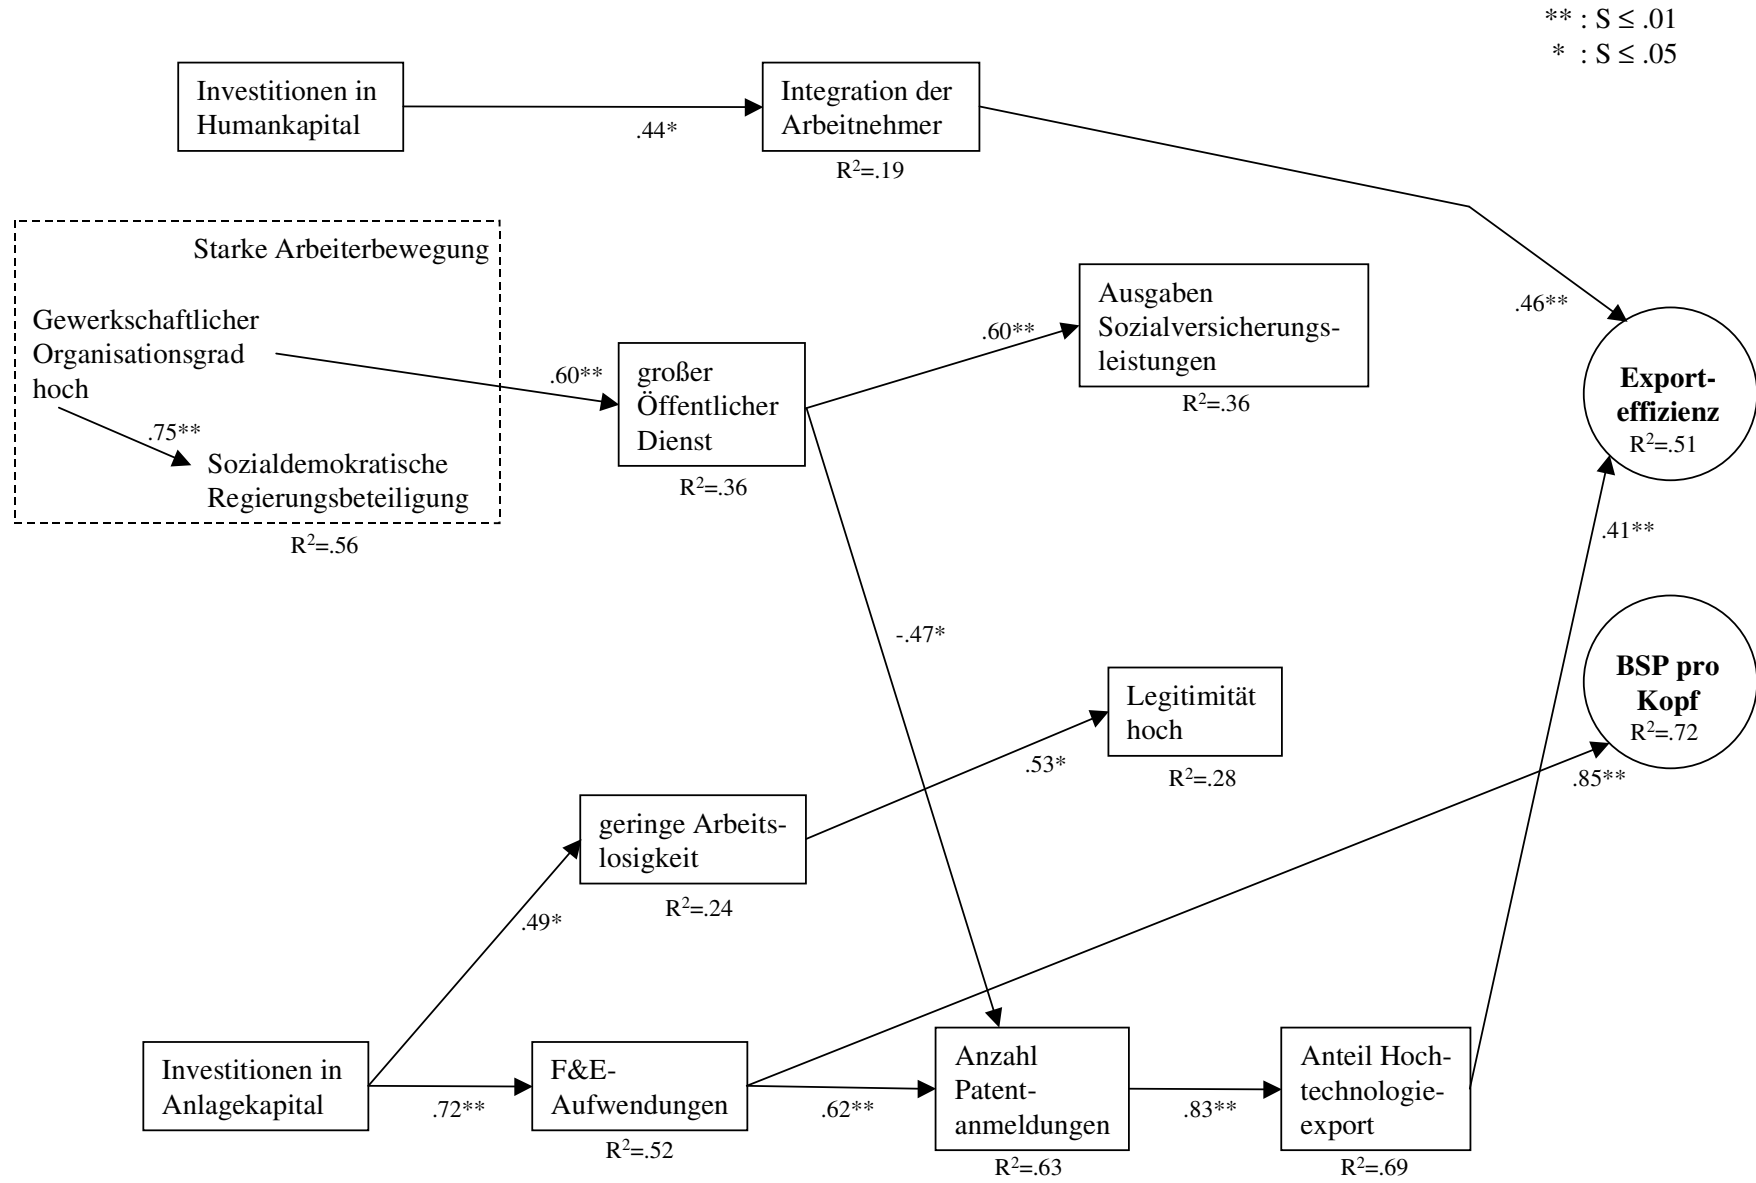 ** : S ≤ .01
* : S ≤ .05
Investitionen in
Humankapital
.44*
Integration der
Arbeitnehmer
R²=.19
Starke Arbeiterbewegung
Gewerkschaftlicher
Organisationsgrad
hoch
.75**
Sozialdemokratische
Regierungsbeteiligung
R²=.56
.60**
großer
Öffentlicher
Dienst
R²=.36
.60**
Ausgaben
Sozialversicherungs-
leistungen
R²=.36
.46**
Export-
effizienz
R²=.51
.41**
-.47*
BSP pro
Kopf
R²=.72
.85**
Legitimität
hoch
R²=.28
.53*
geringe Arbeits-
losigkeit
R²=.24
.49*
Investitionen in
Anlagekapital
.72**
F&E-
Aufwendungen
R²=.52
.62**
Anzahl
Patent-
anmeldungen
R²=.63
.83**
Anteil Hoch-
technologie-
export
R²=.69